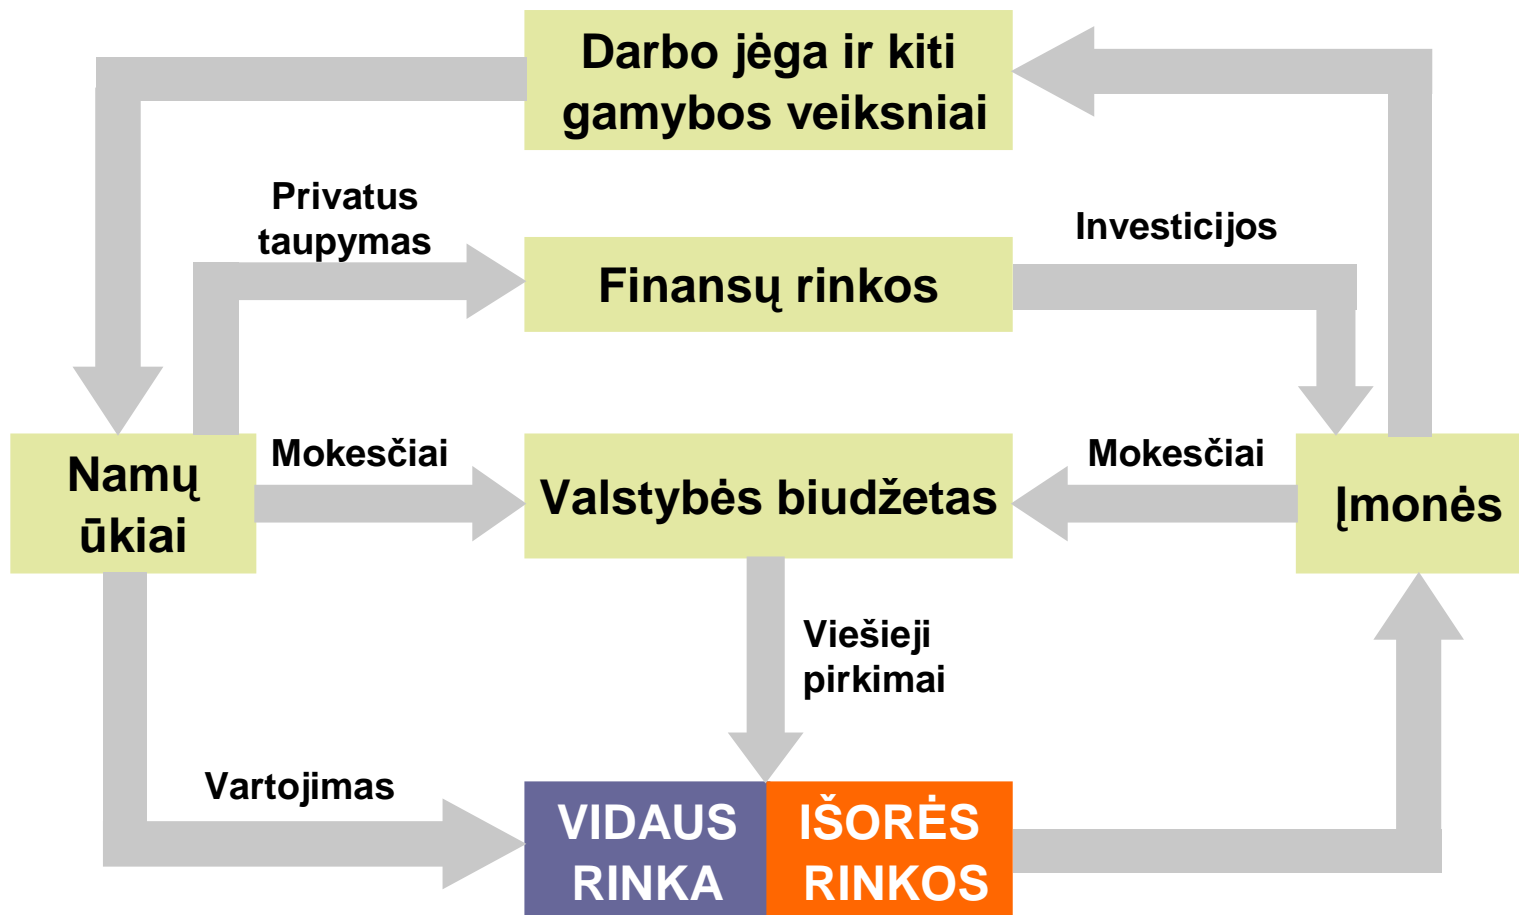 Darbo jėga ir kiti
gamybos veiksniai
Privatus
taupymas
Investicijos
Finansų rinkos
Namų
ūkiai
Mokesčiai
Valstybės biudžetas
Mokesčiai
Įmonės
Viešieji
pirkimai
Vartojimas
VIDAUS
RINKA
IŠORĖS
RINKOS